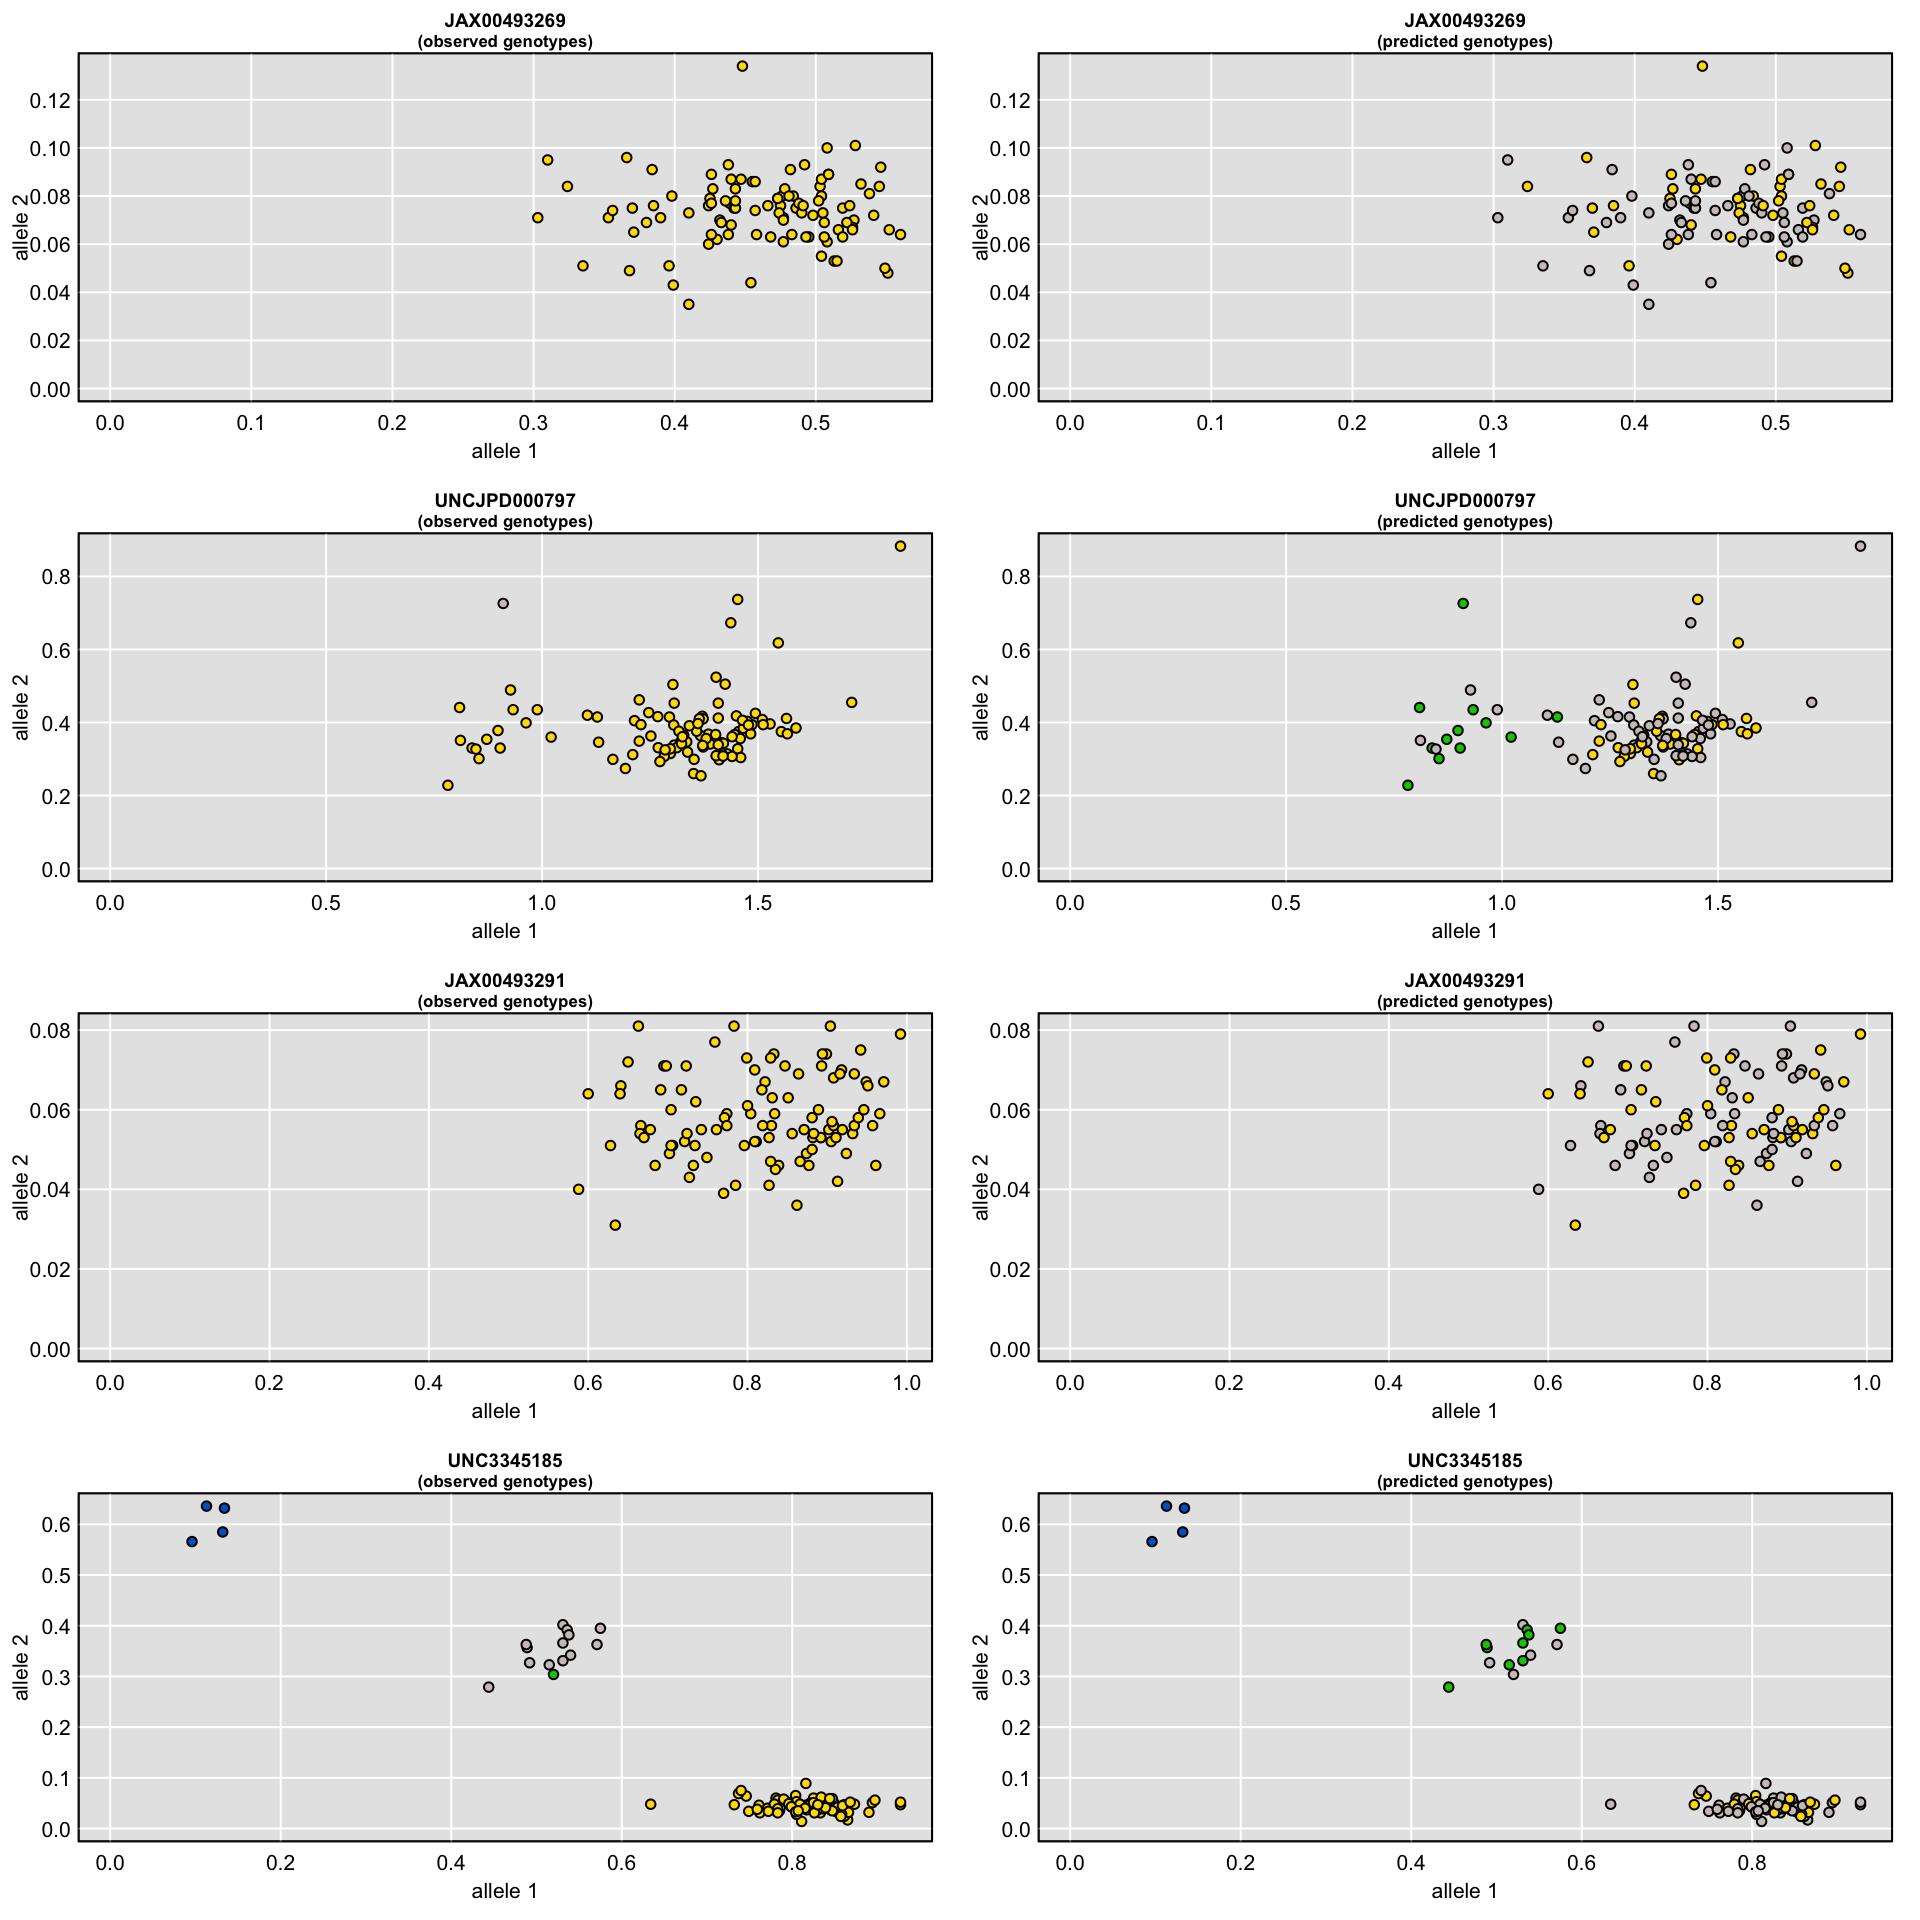 JAX00493269
(observed genotypes)
0.12
0.10
0.08
0.06
0.04
0.02
0.00
allele 2
0.0 0.1 0.2 0.3 0.4 0.5
allele 1
JAX00493269
(predicted genotypes)
0.12
0.10
0.08
0.06
0.04
0.02
0.00
allele 2
0.0 0.1 0.2 0.3 0.4 0.5
allele 1
UNCJPD000797
(observed genotypes)
0.8
0.6
0.4
0.2
0.0
allele 2
0.0 0.5 1.0 1.5
allele 1
UNCJPD000797
(predicted genotypes)
0.8
0.6
0.4
0.2
0.0
allele 2
0.0 0.5 1.0 1.5
allele 1
JAX00493291
(observed genotypes)
0.08
0.06
0.04
0.02
0.00
allele 2
0.0 0.2 0.4 0.6 0.8 1.0
allele 1
JAX00493291
(predicted genotypes)
0.08
0.06
0.04
0.02
0.00
allele 2
0.0 0.2 0.4 0.6 0.8 1.0
allele 1
UNC3345185
(observed genotypes)
0.6
0.5
0.4
0.3
0.2
0.1
0.0
allele 2
0.0 0.2 0.4 0.6 0.8
allele 1
UNC3345185
(predicted genotypes)
0.6
0.5
0.4
0.3
0.2
0.1
0.0
allele 2
0.0 0.2 0.4 0.6 0.8
allele 1